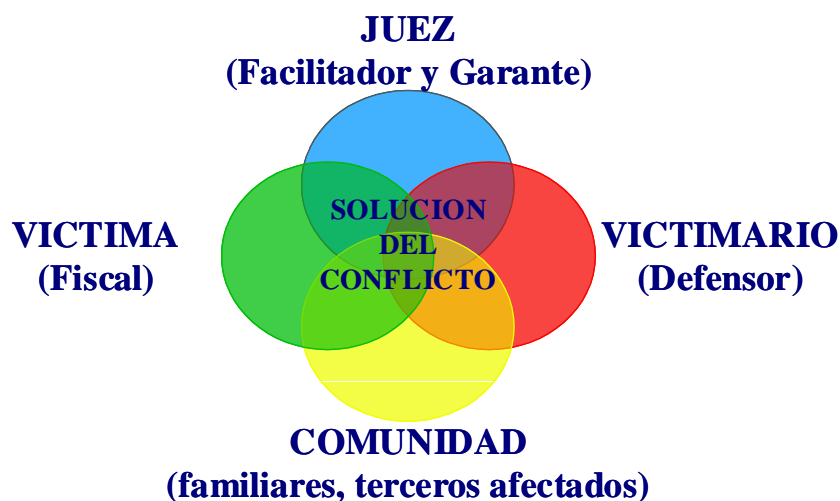 JUEZ
(Facilitador y Garante)
SOLUCION
DEL
CONFLICTO
VICTIMA
(Fiscal)
VICTIMARIO
(Defensor)
COMUNIDAD
(familiares, terceros afectados)